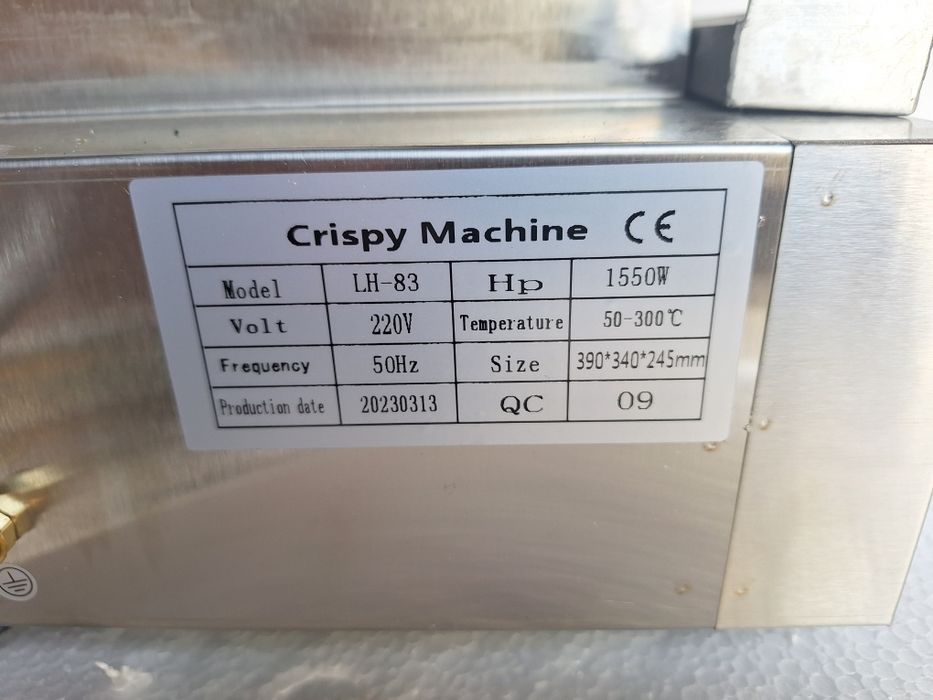 Crispy Machine CE
Model LH-83 Hp 1550W
Volt 220V Temperature 50-300℃
Frequency 50Hz Size 390*340*245mm
Production date 20230313 QC 09